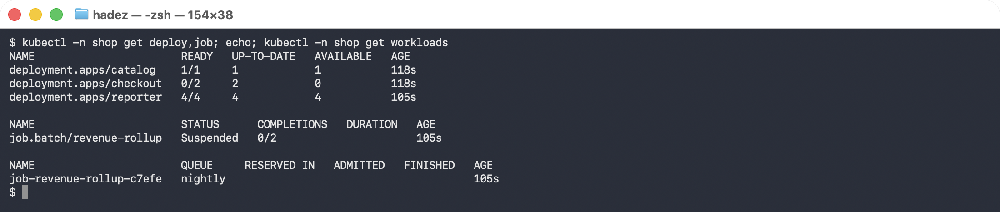 hadez — -zsh — 154×38
$ kubectl -n shop get deploy,job; echo; kubectl -n shop get workloads
NAME                       READY   UP-TO-DATE   AVAILABLE   AGE
deployment.apps/catalog    1/1     1            1           118s
deployment.apps/checkout   0/2     2            0           118s
deployment.apps/reporter   4/4     4            4           105s

NAME                       STATUS      COMPLETIONS   DURATION   AGE
job.batch/revenue-rollup   Suspended   0/2                      105s

NAME                       QUEUE     RESERVED IN   ADMITTED   FINISHED   AGE
job-revenue-rollup-c7efe   nightly                                       105s
$